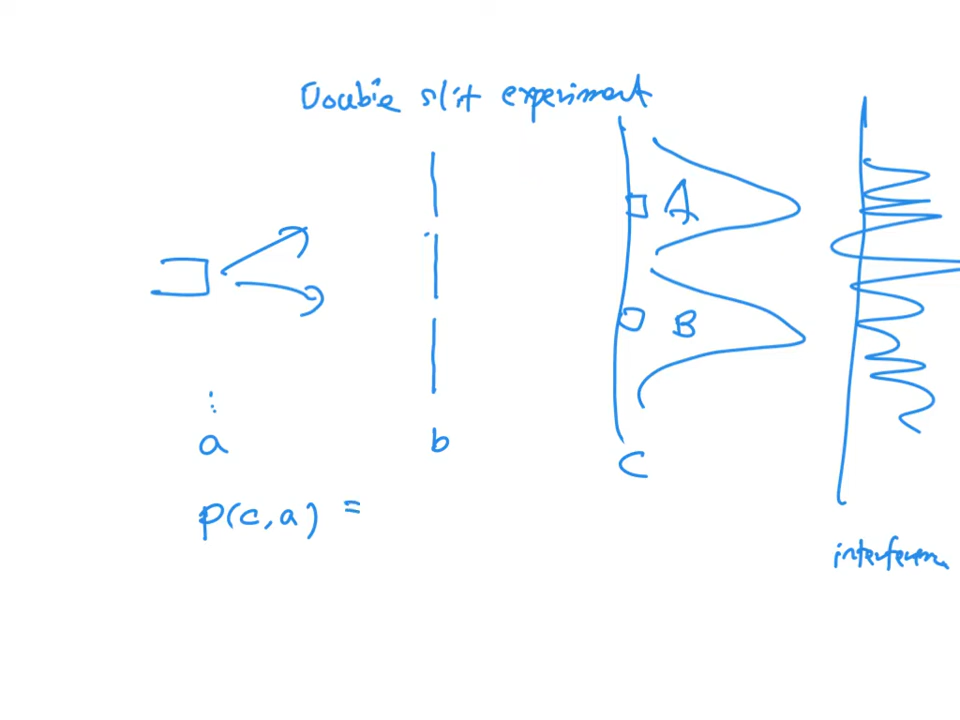 Double slit experiment
A
B
a
b
C
p(c,a) =